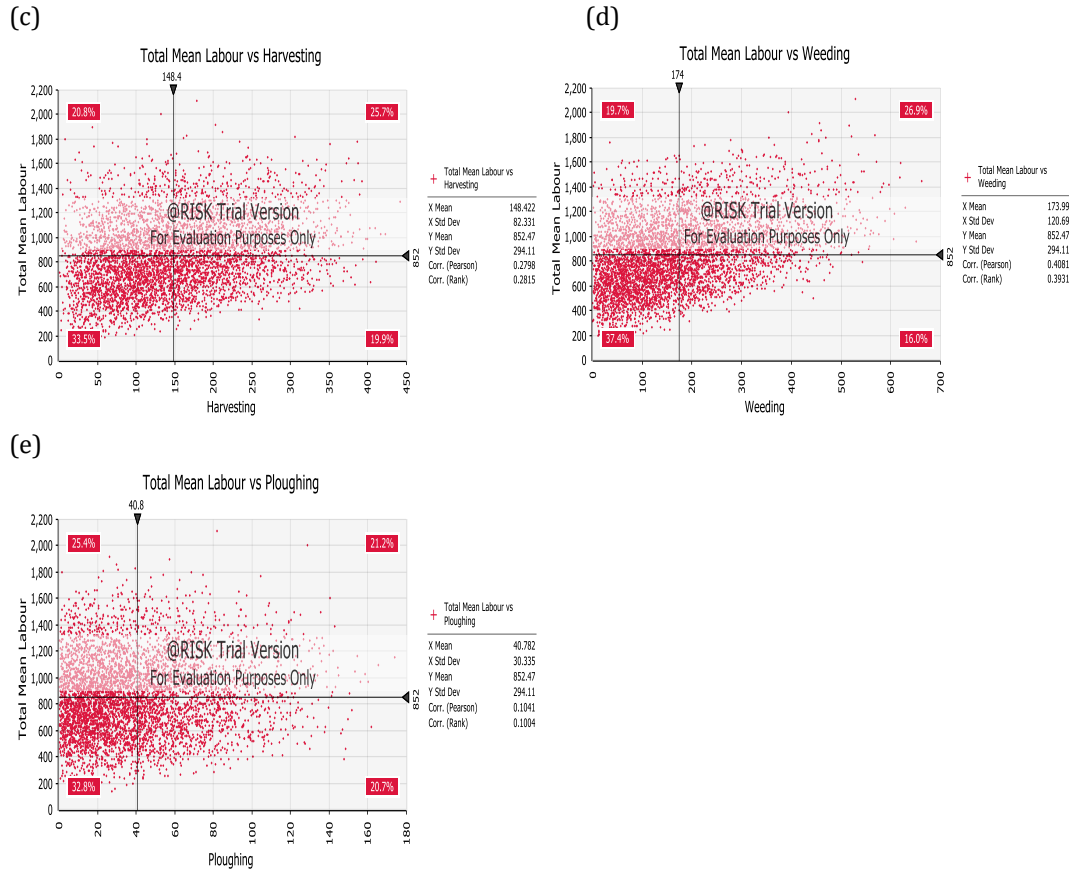 (c)
Total Mean Labour vs Harvesting
148.4
2,200
2,000
1,800
1,600
1,400
1,200
1,000
800
600
400
200
0
Total Mean Labour
20.8%
25.7%
33.5%
19.9%
@RISK Trial Version
For Evaluation Purposes Only
852
0
50
100
150
200
250
300
350
400
450
Harvesting
Total Mean Labour vs
Harvesting
X Mean 148.422
X Std Dev 82.331
Y Mean 852.47
Y Std Dev 294.11
Corr. (Pearson) 0.2798
Corr. (Rank) 0.2815
(d)
Total Mean Labour vs Weeding
174
2,200
2,000
1,800
1,600
1,400
1,200
1,000
800
600
400
200
0
Total Mean Labour
19.7%
26.9%
37.4%
16.0%
@RISK Trial Version
For Evaluation Purposes Only
852
0
100
200
300
400
500
600
700
Weeding
Total Mean Labour vs
Weeding
X Mean 173.99
X Std Dev 120.69
Y Mean 852.47
Y Std Dev 294.11
Corr. (Pearson) 0.4081
Corr. (Rank) 0.3931
(e)
Total Mean Labour vs Ploughing
40.8
2,200
2,000
1,800
1,600
1,400
1,200
1,000
800
600
400
200
0
Total Mean Labour
25.4%
21.2%
32.8%
20.7%
@RISK Trial Version
For Evaluation Purposes Only
852
0
20
40
60
80
100
120
140
160
180
Ploughing
Total Mean Labour vs
Ploughing
X Mean 40.782
X Std Dev 30.335
Y Mean 852.47
Y Std Dev 294.11
Corr. (Pearson) 0.1041
Corr. (Rank) 0.1004